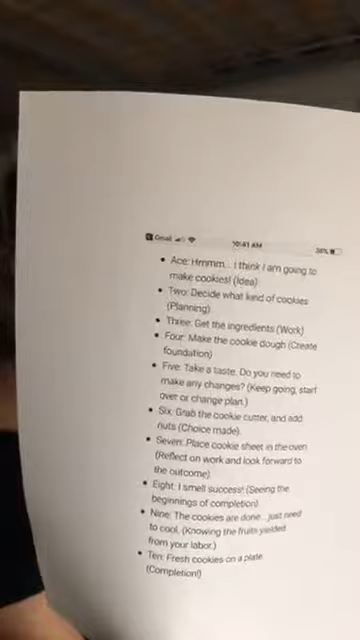 Gmail 10:41 AM 36%
• Ace: Hmmm... I think I am going to
make cookies! (Idea)
• Two: Decide what kind of cookies
(Planning)
• Three: Get the ingredients (Work)
• Four: Make the cookie dough (Create
foundation)
• Five: Take a taste. Do you need to
make any changes? (Keep going, start
over or change plan.)
• Six: Grab the cookie cutter, and add
nuts (Choice made).
• Seven: Place cookie sheet in the oven
(Reflect on work and look forward to
the outcome)
• Eight: I smell success! (Seeing the
beginnings of completion).
• Nine: The cookies are done...just need
to cool. (Knowing the fruits yielded
from your labor.)
• Ten: Fresh cookies on a plate
(Completion!)